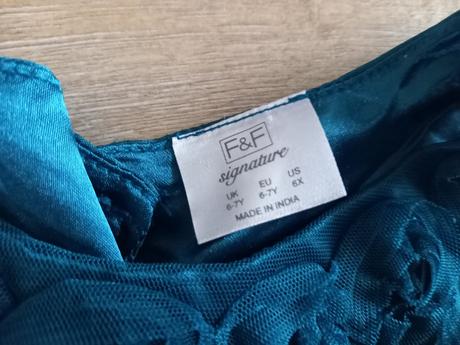 F&F
signature
UK EU US
6-7Y 6-7Y 6X
MADE IN INDIA